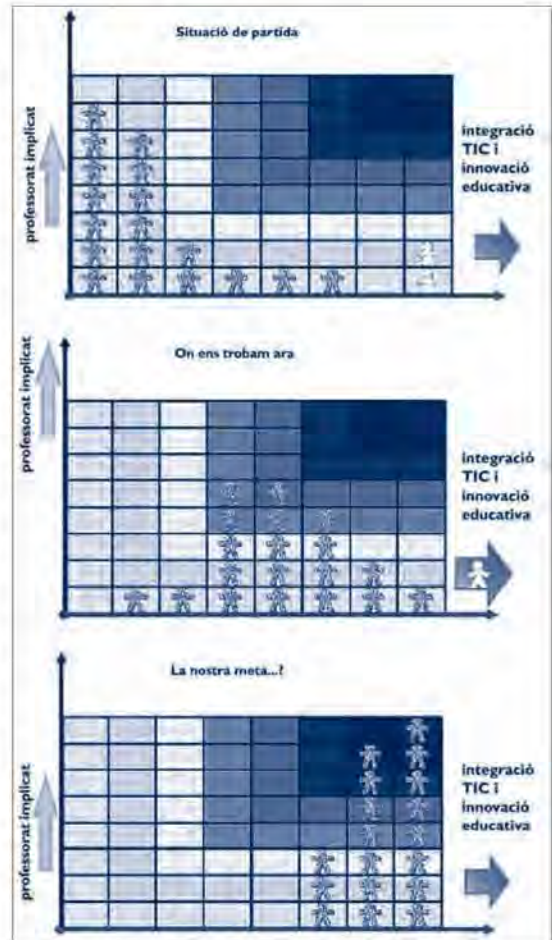 Situació de partida
professorat implicat
integració
TIC i
innovació
educativa
On ens trobam ara
professorat implicat
integració
TIC i
innovació
educativa
La nostra meta...?
professorat implicat
integració
TIC i
innovació
educativa